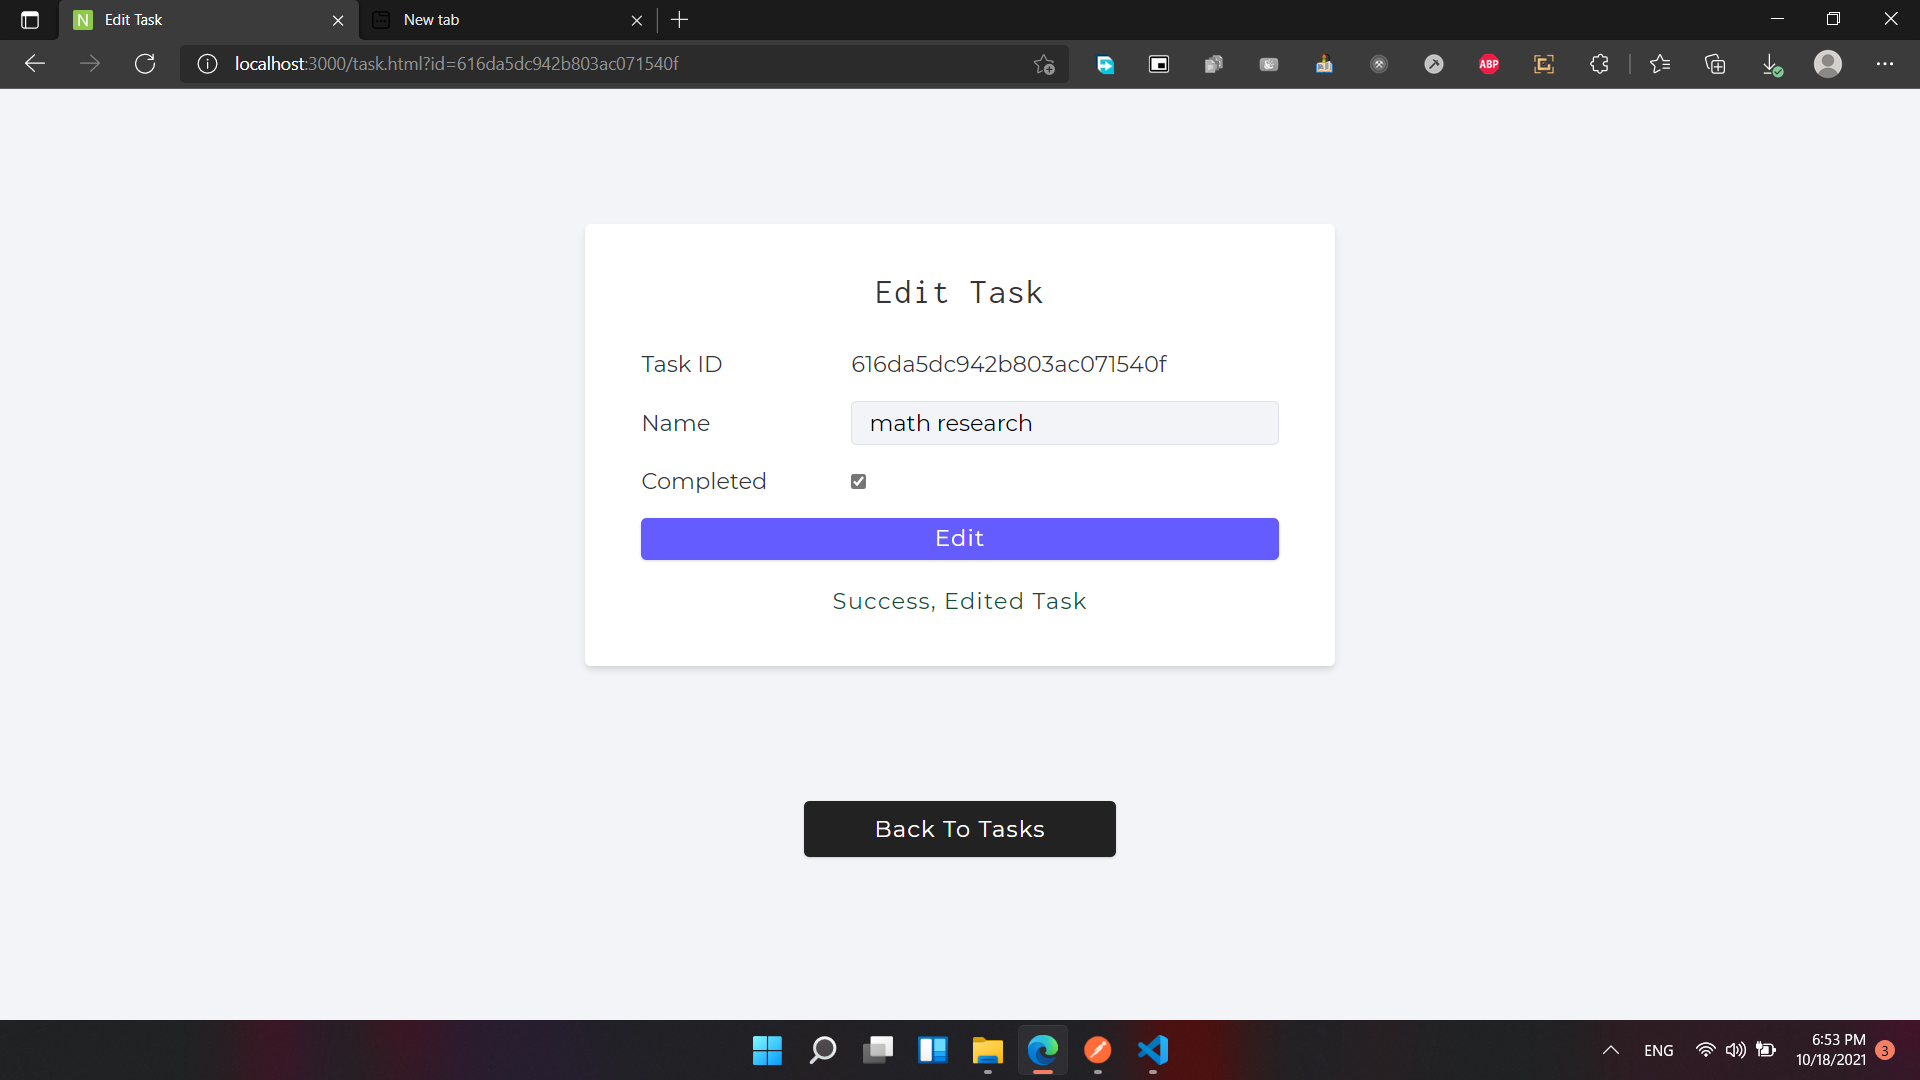 N Edit Task
New tab
localhost:3000/task.html?id=616da5dc942b803ac071540f
ABP
Edit Task
Task ID 616da5dc942b803ac071540f
Name math research
Completed
Edit
Success, Edited Task
Back To Tasks
ENG
6:53 PM
10/18/2021
3